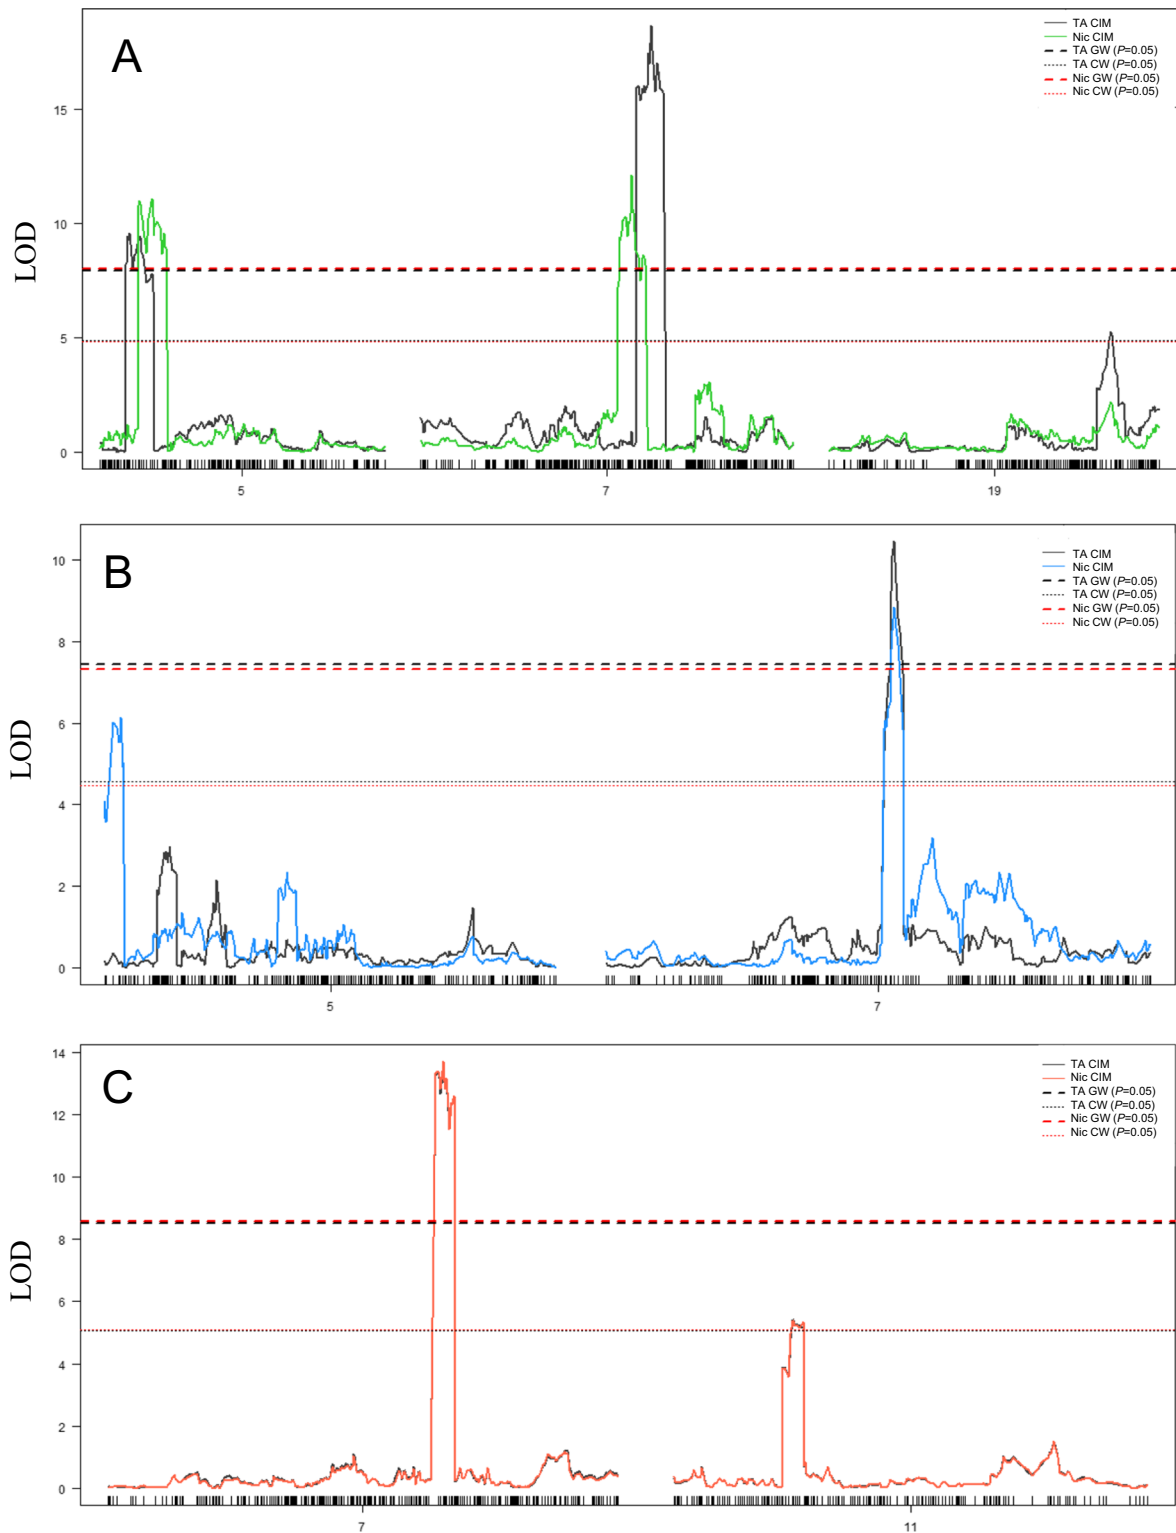 A
TA CIM
Nic CIM
TA GW (P=0.05)
TA CW (P=0.05)
Nic GW (P=0.05)
Nic CW (P=0.05)
LOD
15
10
5
0
5 7 19
B
TA CIM
Nic CIM
TA GW (P=0.05)
TA CW (P=0.05)
Nic GW (P=0.05)
Nic CW (P=0.05)
LOD
10
8
6
4
2
0
5 7
C
TA CIM
Nic CIM
TA GW (P=0.05)
TA CW (P=0.05)
Nic GW (P=0.05)
Nic CW (P=0.05)
LOD
14
12
10
8
6
4
2
0
7 11